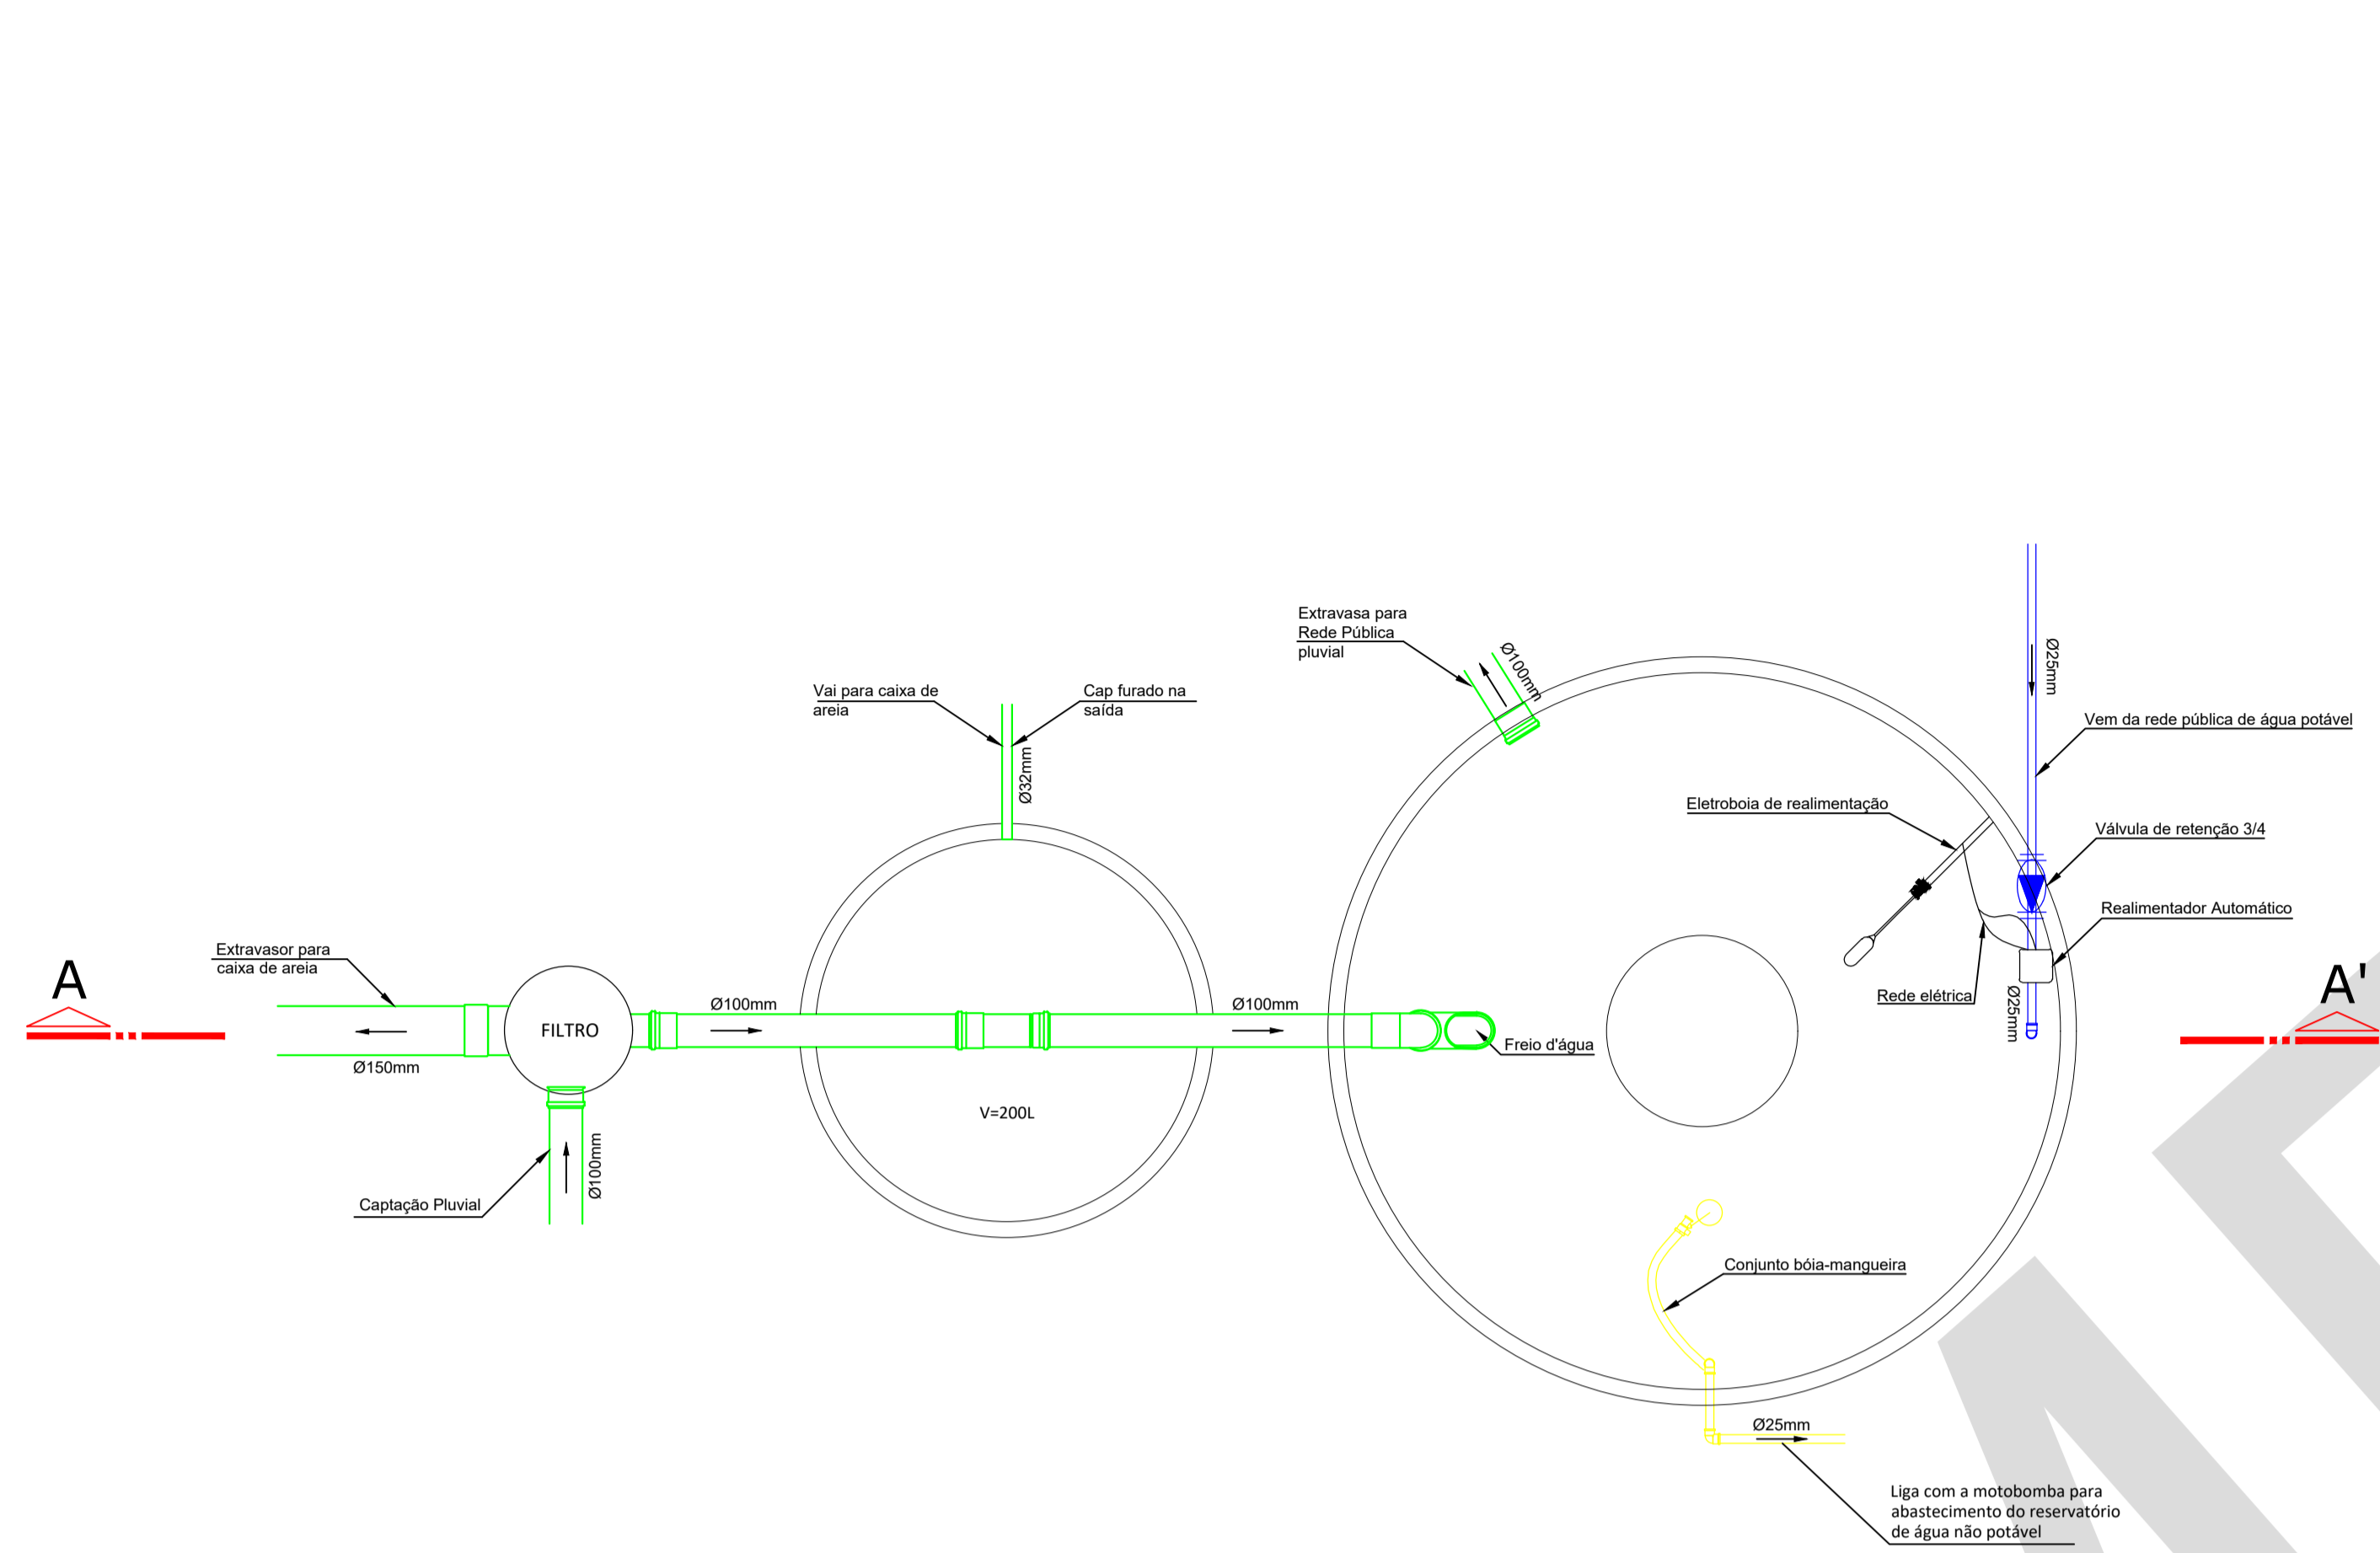 Extravasa para
Rede Pública
pluvial
Ø100mm
Ø25mm
Vai para caixa de
areia
Cap furado na
saída
Ø32mm
Vem da rede pública de água potável
Eletroboia de realimentação
Válvula de retenção 3/4
Realimentador Automático
Rede elétrica
Ø25mm
A
Extravasor para
caixa de areia
Ø150mm
FILTRO
Ø100mm
Ø100mm
Freio d'água
A'
V=200L
Captação Pluvial
Ø100mm
Conjunto bóia-mangueira
Ø25mm
Liga com a motobomba para
abastecimento do reservatório
de água não potável